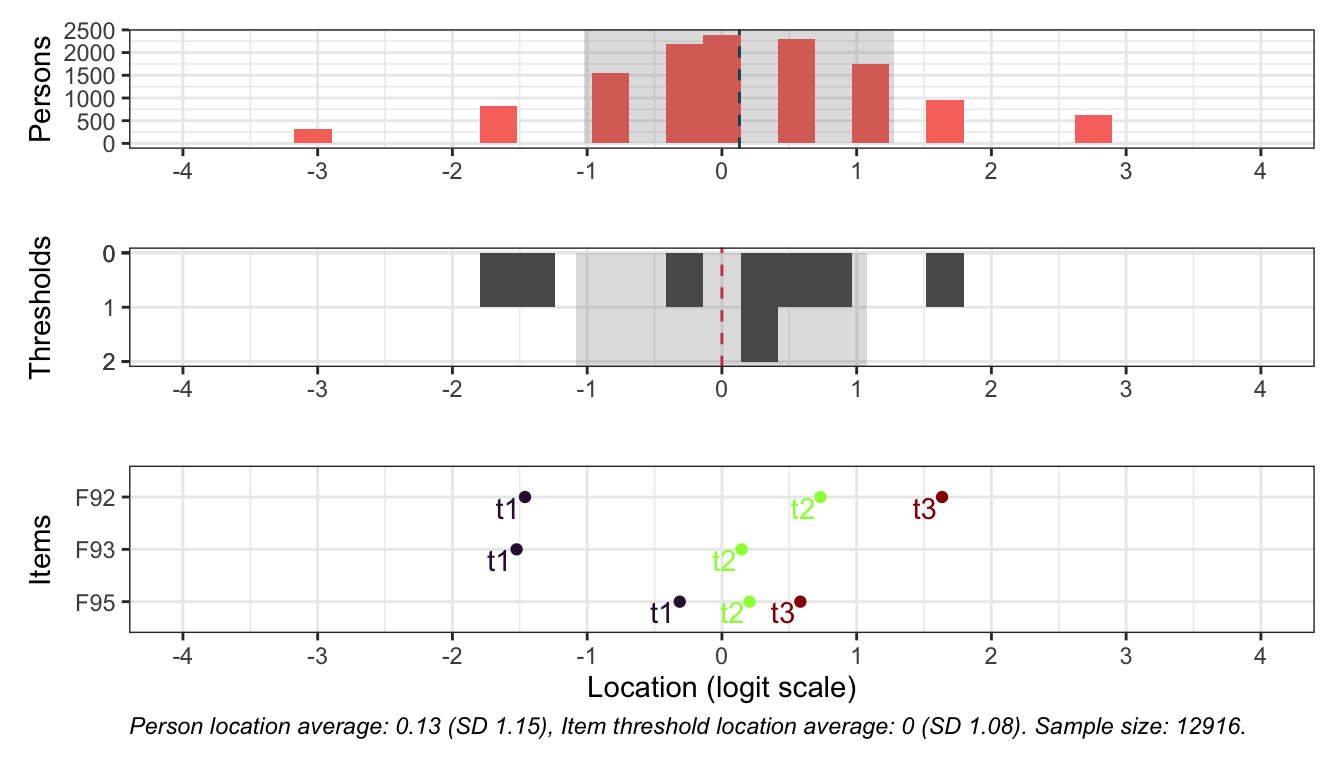 Persons
2500
2000
1500
1000
500
0
-4 -3 -2 -1 0 1 2 3 4
Thresholds
0
1
2
-4 -3 -2 -1 0 1 2 3 4
Items
F92 t1 t2 t3
F93 t1 t2
F95 t1 t2 t3
-4 -3 -2 -1 0 1 2 3 4
Location (logit scale)
Person location average: 0.13 (SD 1.15), Item threshold location average: 0 (SD 1.08). Sample size: 12916.